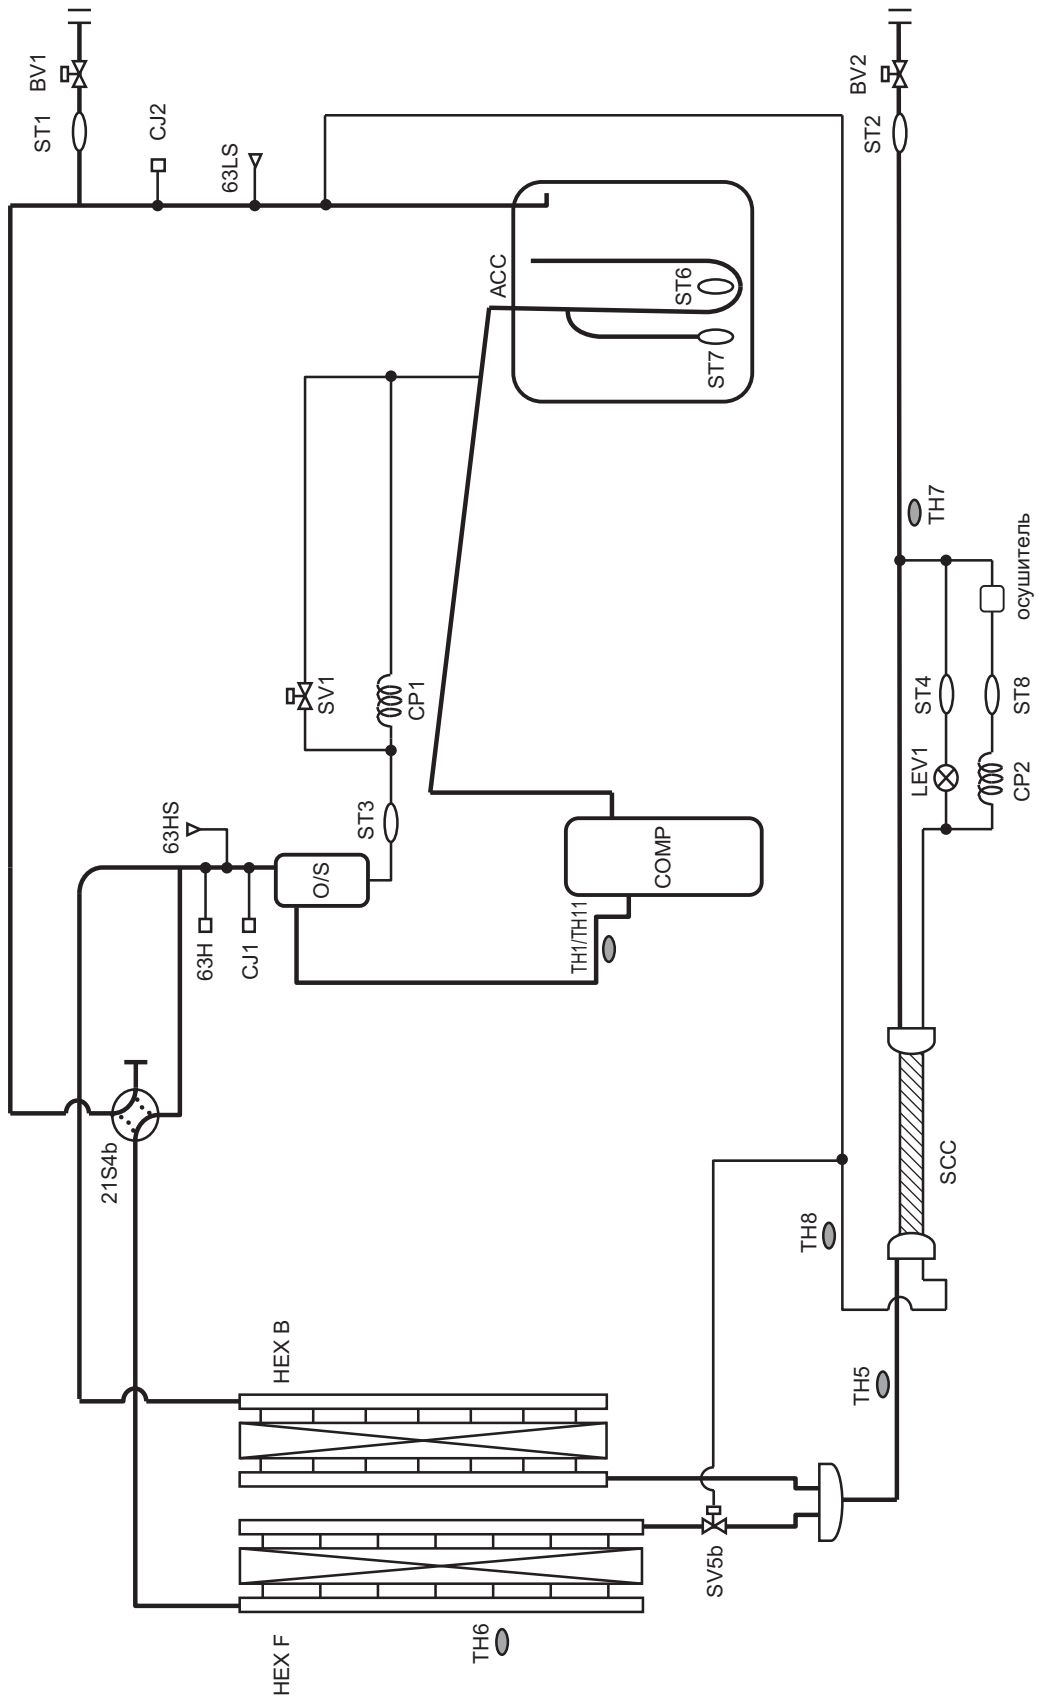 BV1
ST1
CJ2
63LS
BV2
ST2
ACC
ST6
ST7
TH7
осушитель
SV1
CP1
ST4
ST8
LEV1
CP2
63HS
ST3
O/S
COMP
63H
CJ1
TH1/TH11
21S4b
SCC
TH8
HEX B
TH5
SV5b
HEX F
TH6